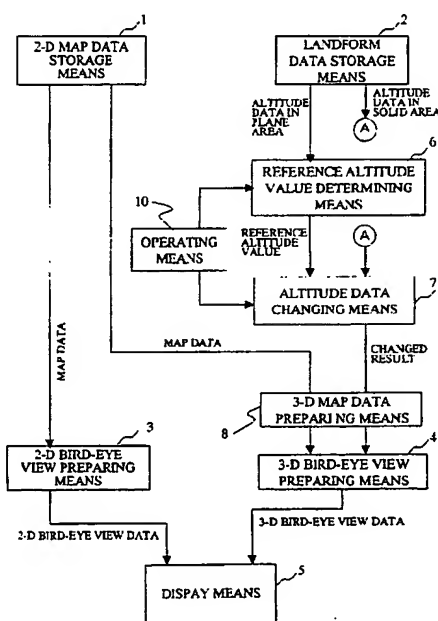 1
2-D MAP DATA
STORAGE
MEANS
2
LANDFORM
DATA STORAGE
MEANS
ALTITUDE
DATA IN
PLANE
AREA
ALTITUDE
DATA IN
SOLID AREA
A
6
REFERENCE ALTITUDE
VALUE DETERMINING
MEANS
10
OPERATING
MEANS
REFERENCE
ALTITUDE
VALUE
A
7
ALTITUDE DATA
CHANGING MEANS
MAP DATA
MAP DATA
CHANGED
RESULT
8
3-D MAP DATA
PREPARING MEANS
3
2-D BIRD-EYE
VIEW PREPARING
MEANS
4
3-D BIRD-EYE VIEW
PREPARING MEANS
2-D BIRD-EYE VIEW DATA
3-D BIRD-EYE VIEW DATA
5
DISPAY MEANS